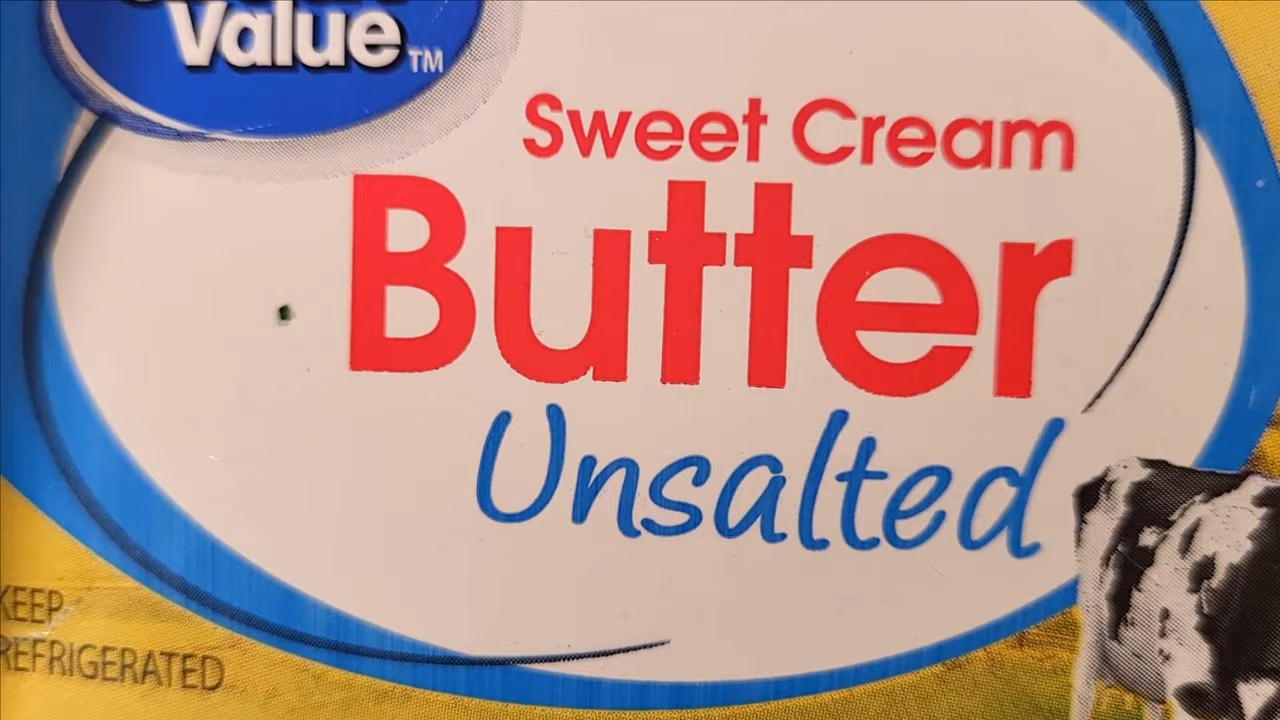 Value™
Sweet Cream
Butter
Unsalted
KEEP
REFRIGERATED